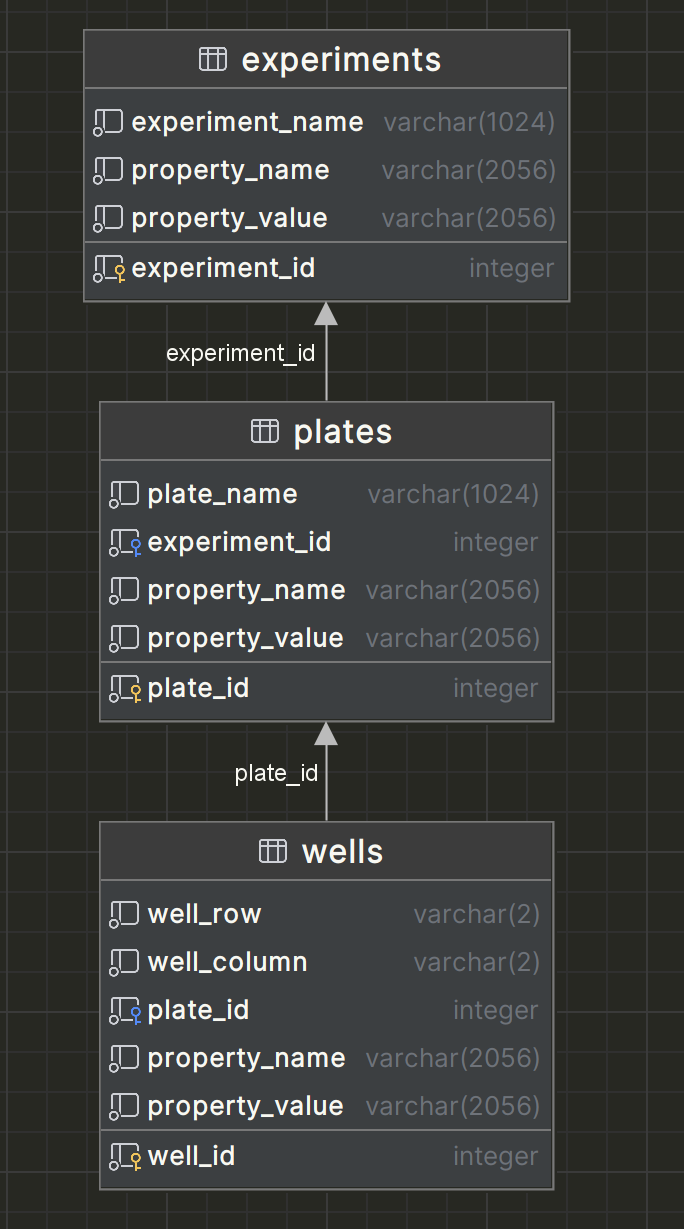 experiments
experiment_name varchar(1024)
property_name varchar(2056)
property_value varchar(2056)
experiment_id integer
experiment_id
plates
plate_name varchar(1024)
experiment_id integer
property_name varchar(2056)
property_value varchar(2056)
plate_id integer
plate_id
wells
well_row varchar(2)
well_column varchar(2)
plate_id integer
property_name varchar(2056)
property_value varchar(2056)
well_id integer